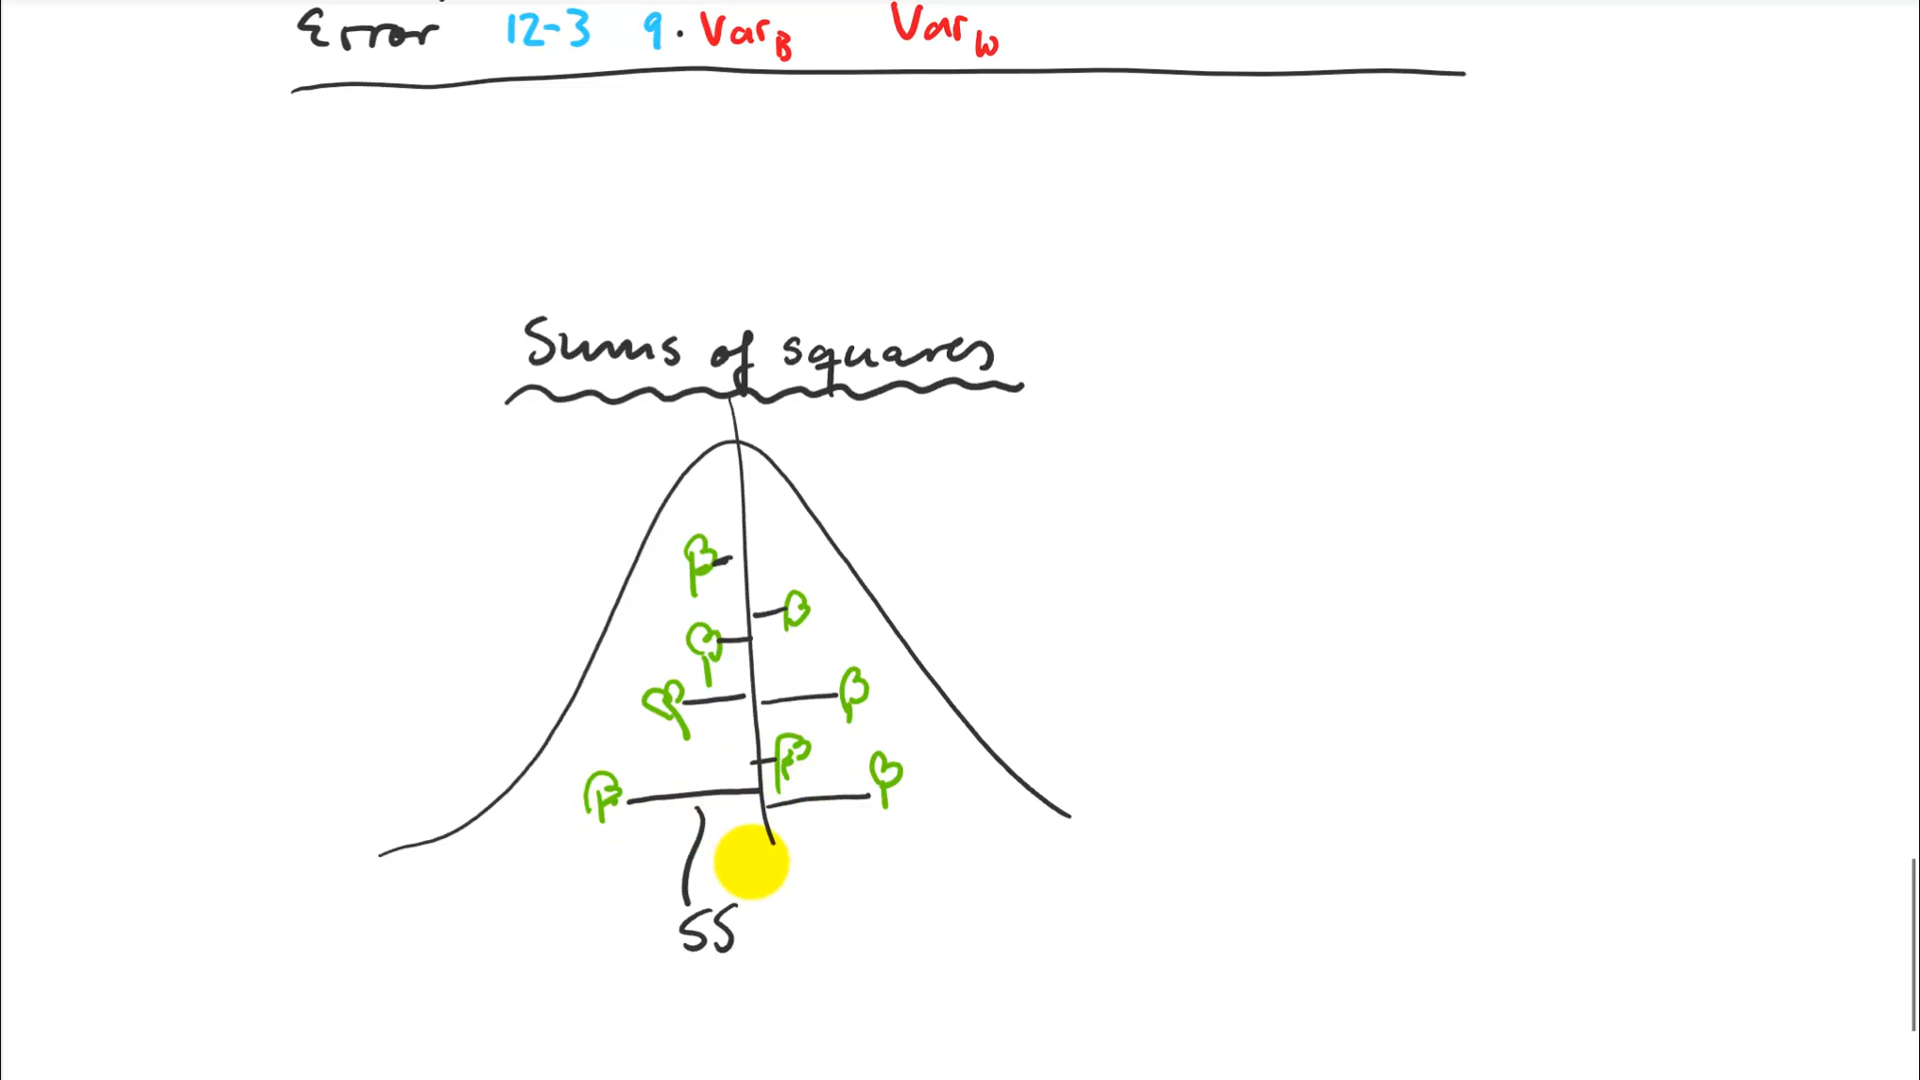 Error 12-3 9 · Var_B Var_W
Sums of squares
SS